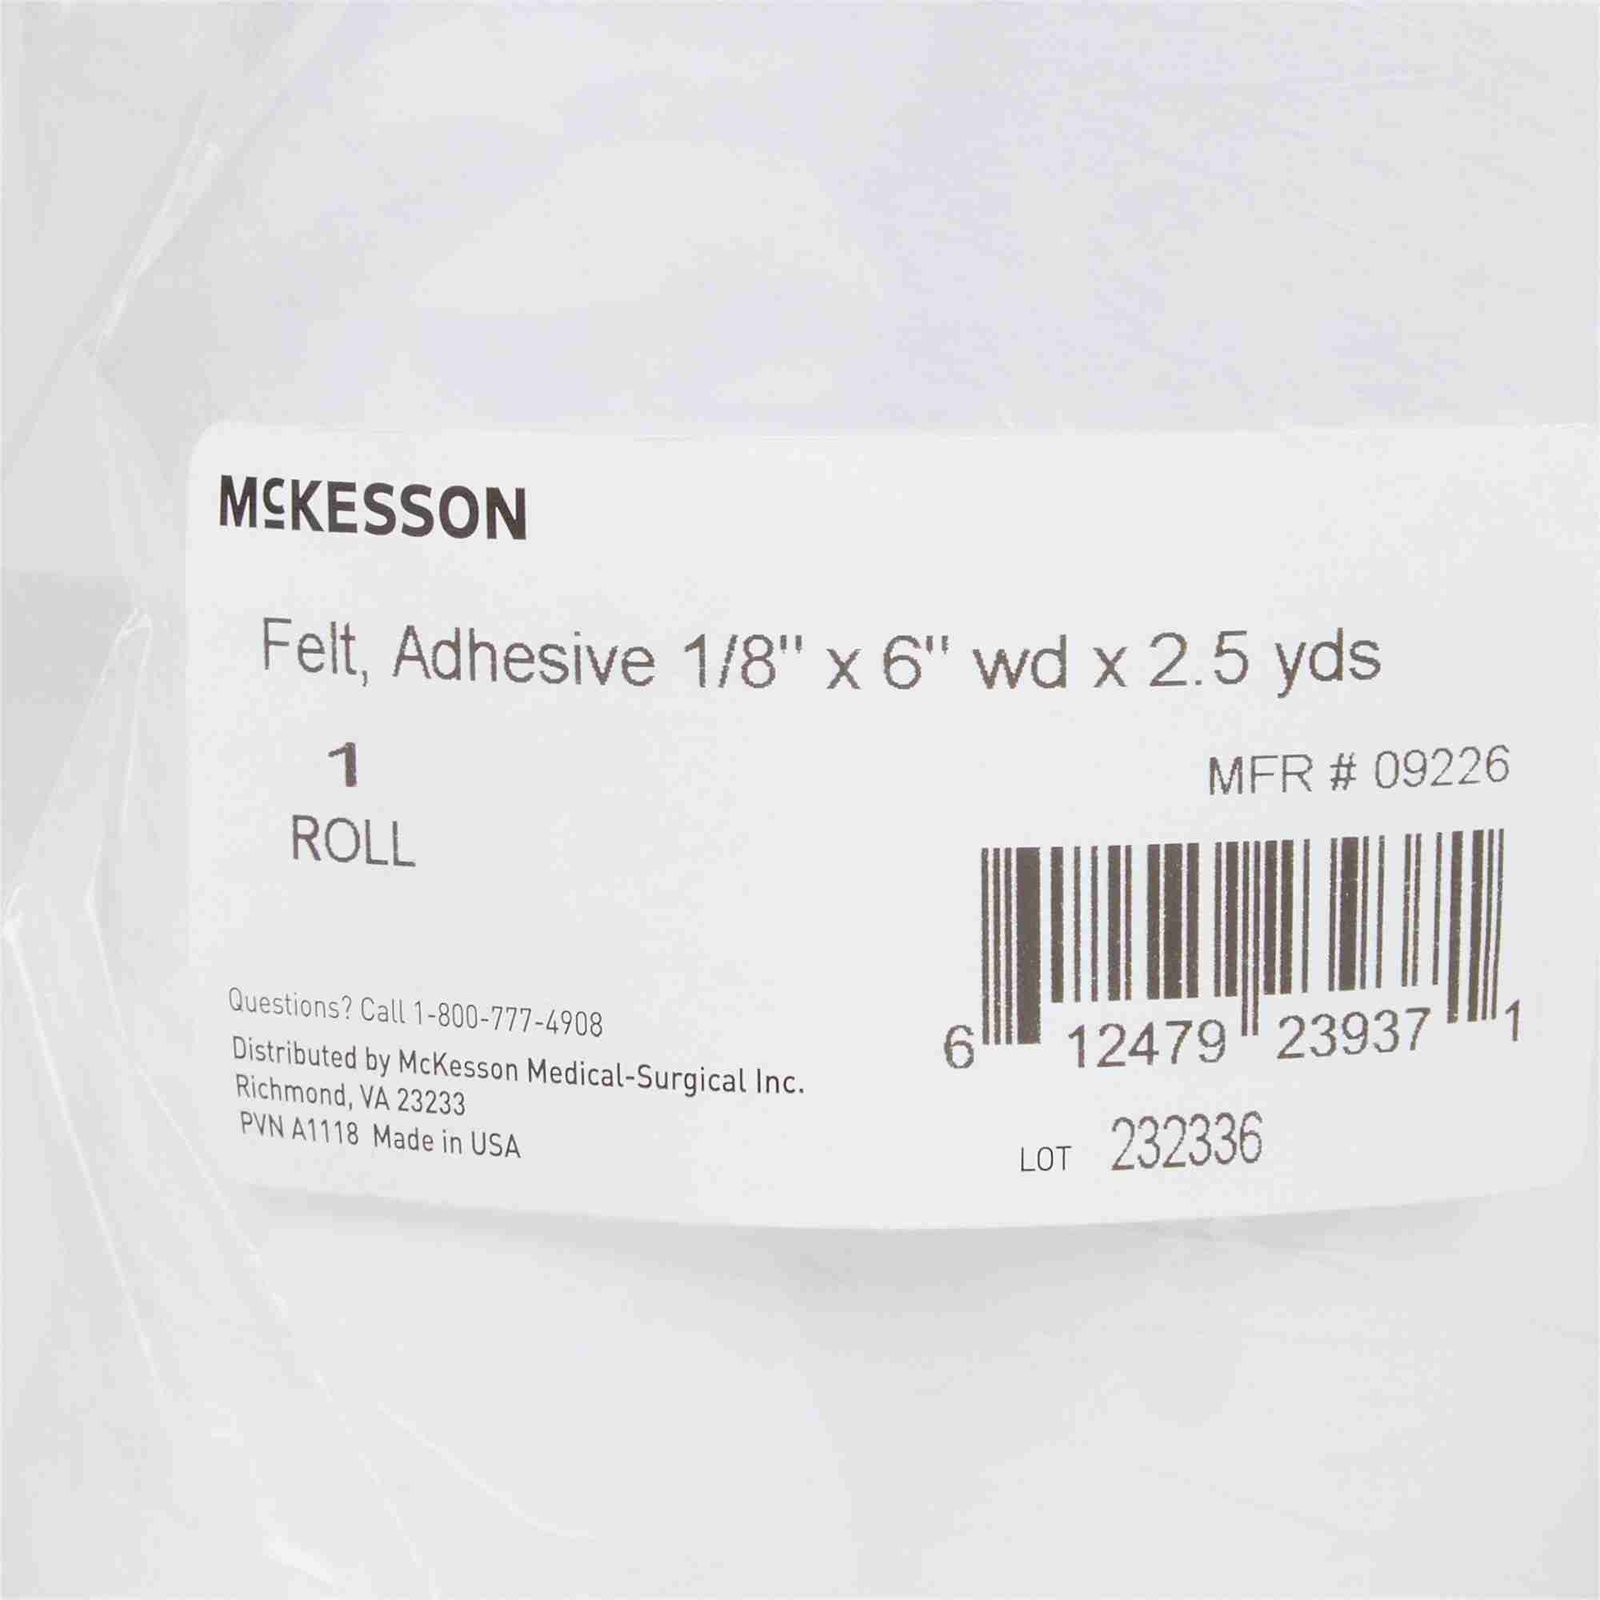 McKESSON
Felt, Adhesive 1/8" x 6" wd x 2.5 yds
1
ROLL
MFR # 09226
6 12479 23937 1
Questions? Call 1-800-777-4908
Distributed by McKesson Medical-Surgical Inc.
Richmond, VA 23233
PVN A1118 Made in USA
LOT 232336